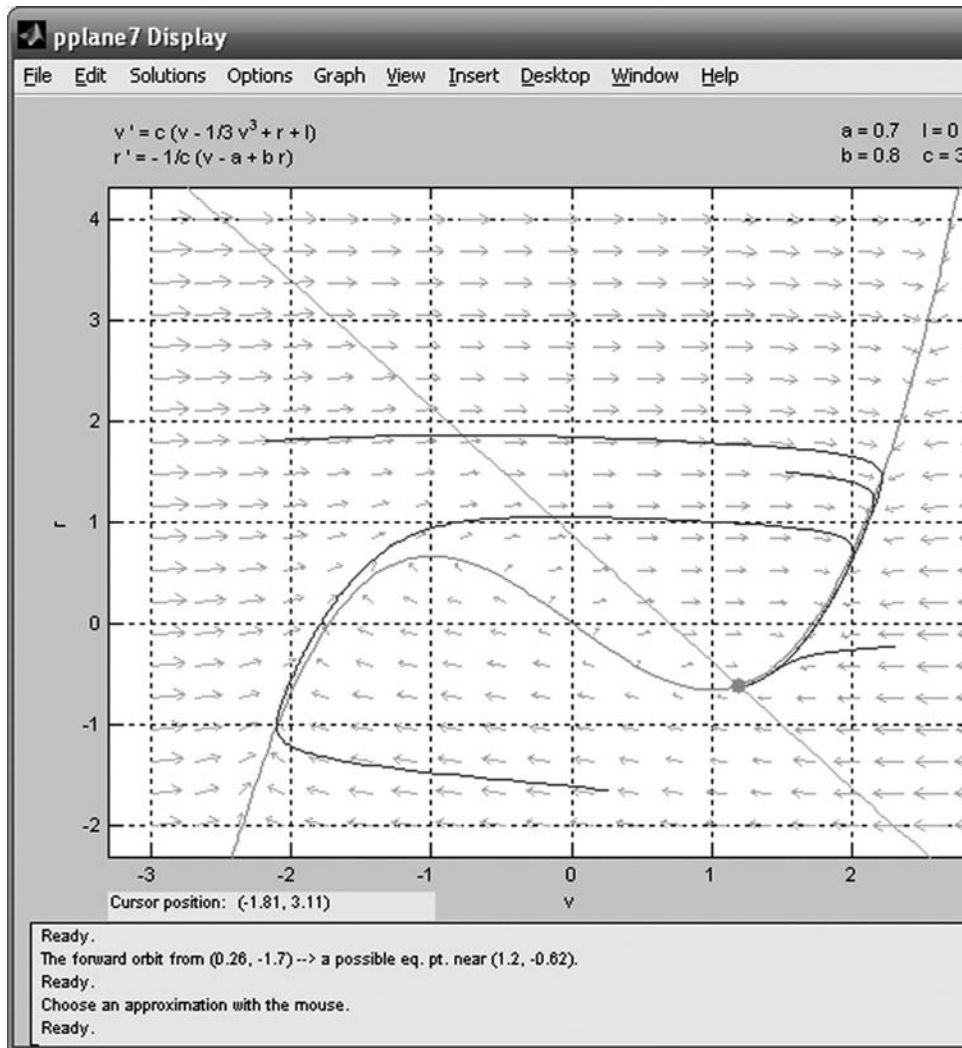 pplane7 Display
File Edit Solutions Options Graph View Insert Desktop Window Help
v ' = c (v - 1/3 v³ + r + I)
r ' = - 1/c (v - a + b r)
a = 0.7 I = 0
b = 0.8 c = 3
4
3
2
1
0
-1
-2
r
-3 -2 -1 0 1 2
v
Cursor position: (-1.81, 3.11)
Ready.
The forward orbit from (0.26, -1.7) --> a possible eq. pt. near (1.2, -0.62).
Ready.
Choose an approximation with the mouse.
Ready.